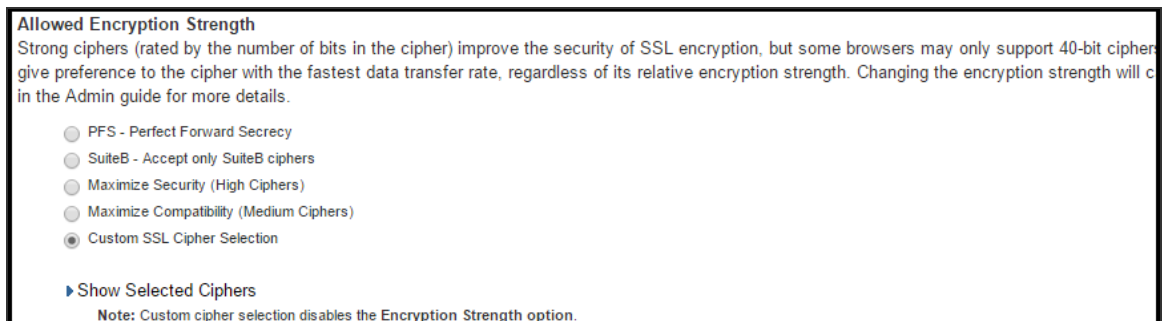 Allowed Encryption Strength
Strong ciphers (rated by the number of bits in the cipher) improve the security of SSL encryption, but some browsers may only support 40-bit ciphers
give preference to the cipher with the fastest data transfer rate, regardless of its relative encryption strength. Changing the encryption strength will c
in the Admin guide for more details.
PFS - Perfect Forward Secrecy
SuiteB - Accept only SuiteB ciphers
Maximize Security (High Ciphers)
Maximize Compatibility (Medium Ciphers)
Custom SSL Cipher Selection
Show Selected Ciphers
Note: Custom cipher selection disables the Encryption Strength option.